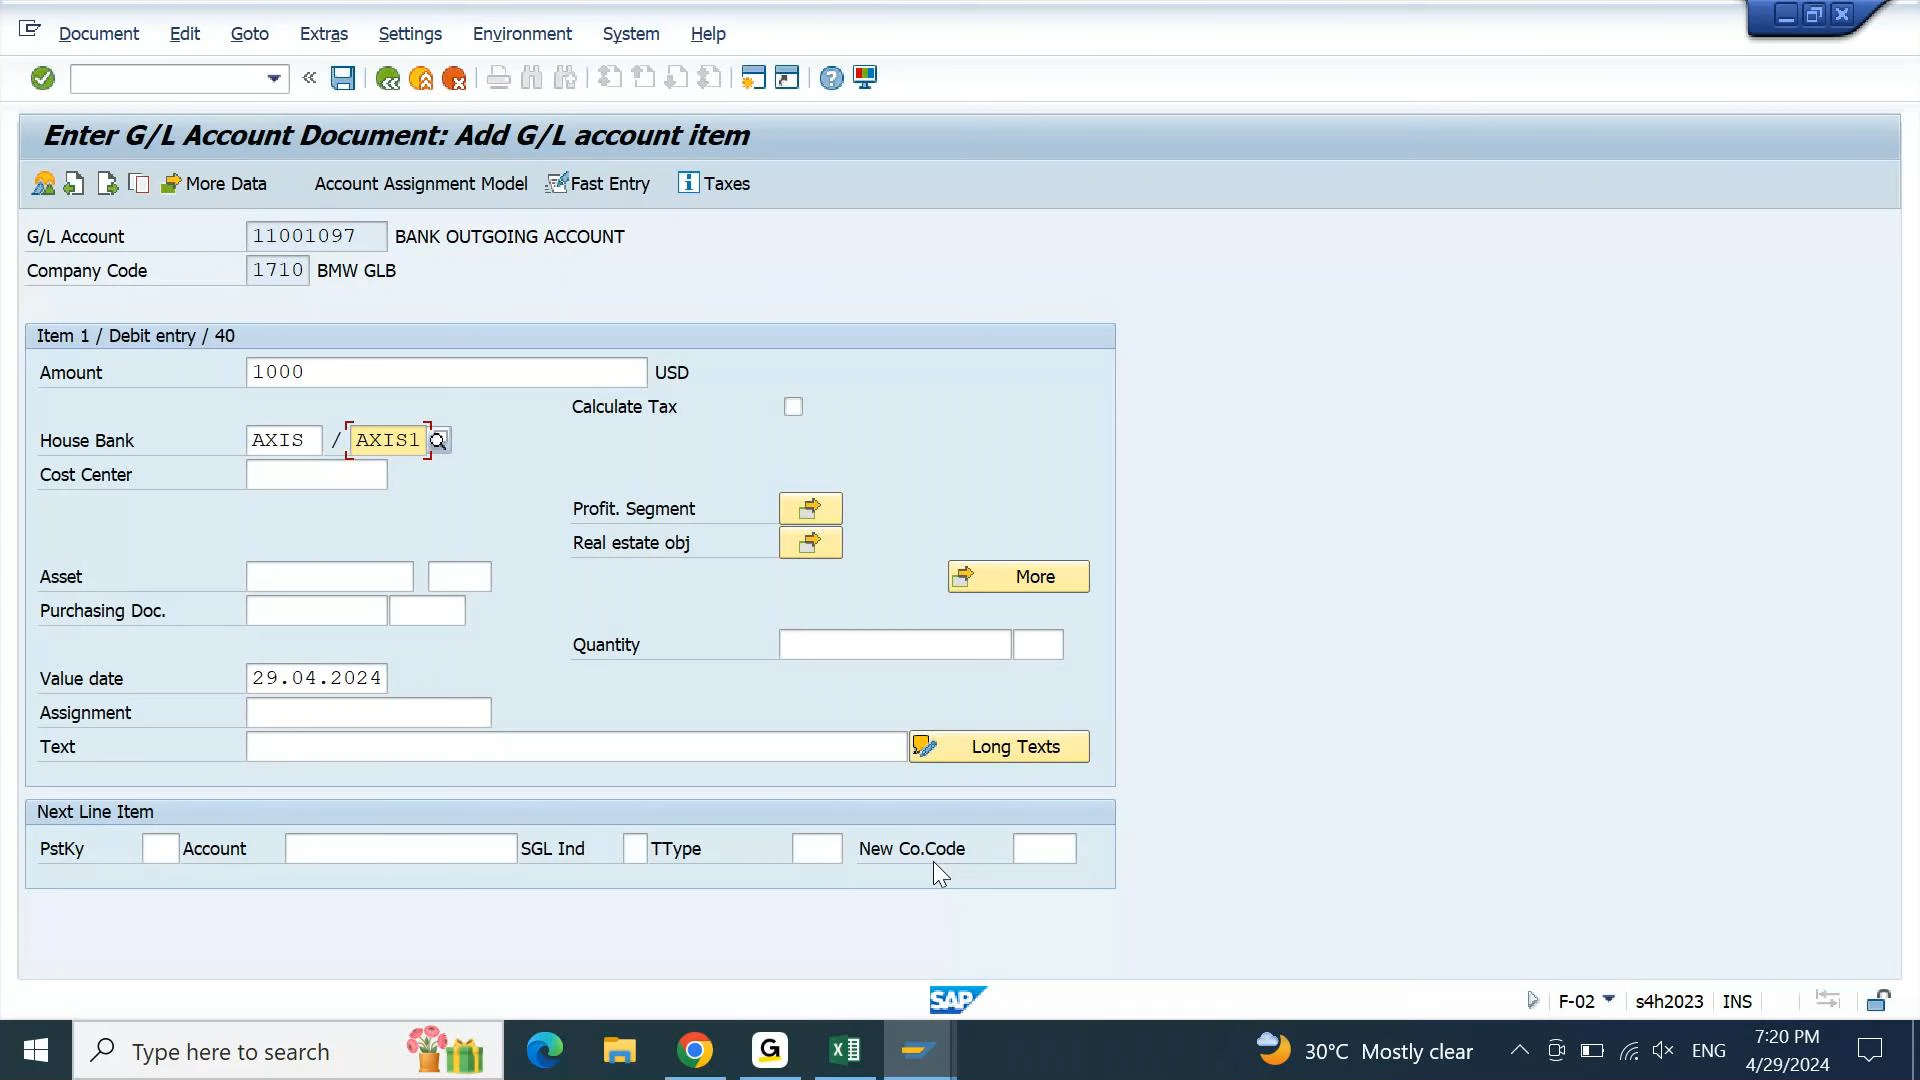 Document Edit Goto Extras Settings Environment System Help
Enter G/L Account Document: Add G/L account item
More Data Account Assignment Model Fast Entry Taxes
G/L Account 11001097 BANK OUTGOING ACCOUNT
Company Code 1710 BMW GLB
Item 1 / Debit entry / 40
Amount 1000 USD
Calculate Tax
House Bank AXIS / AXIS1
Cost Center
Profit. Segment
Real estate obj
Asset More
Purchasing Doc.
Quantity
Value date 29.04.2024
Assignment
Text Long Texts
Next Line Item
PstKy Account SGL Ind TType New Co.Code
SAP F-02 s4h2023 INS
Type here to search G 30°C Mostly clear ENG 7:20 PM
4/29/2024